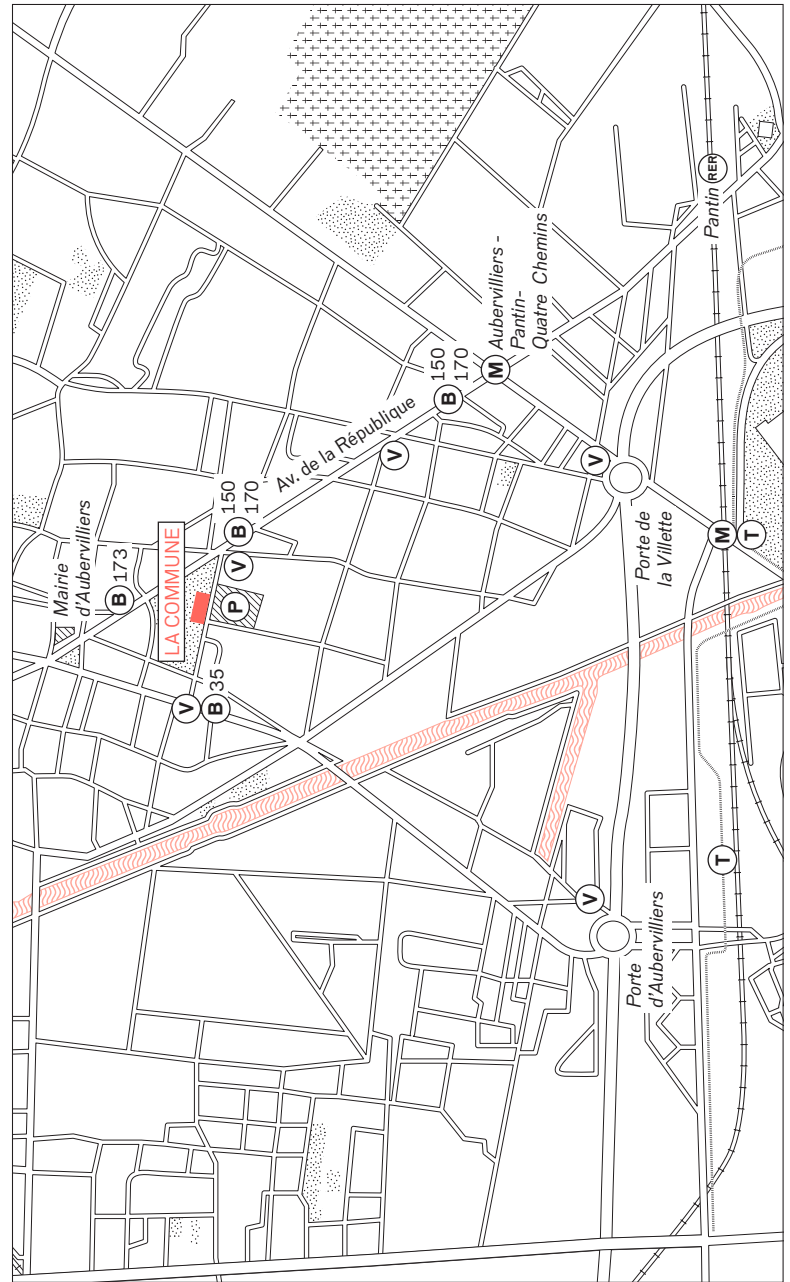 Mairie
d'Aubervilliers
B 173
LA COMMUNE
V
B 35
P
V
B 150
170
Av. de la République
V
B 150
170
M Aubervilliers -
Pantin-
Quatre Chemins
V
V
Porte
d'Aubervilliers
Porte de
la Villette
Pantin RER
T
M
T